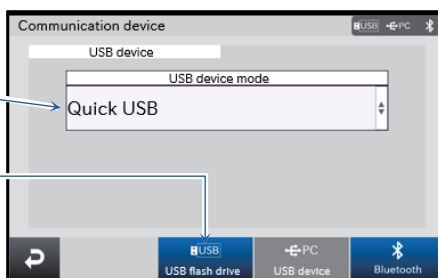 Communication device
USB PC
USB device
USB device mode
Quick USB
USB
USB flash drive
PC
USB device
Bluetooth